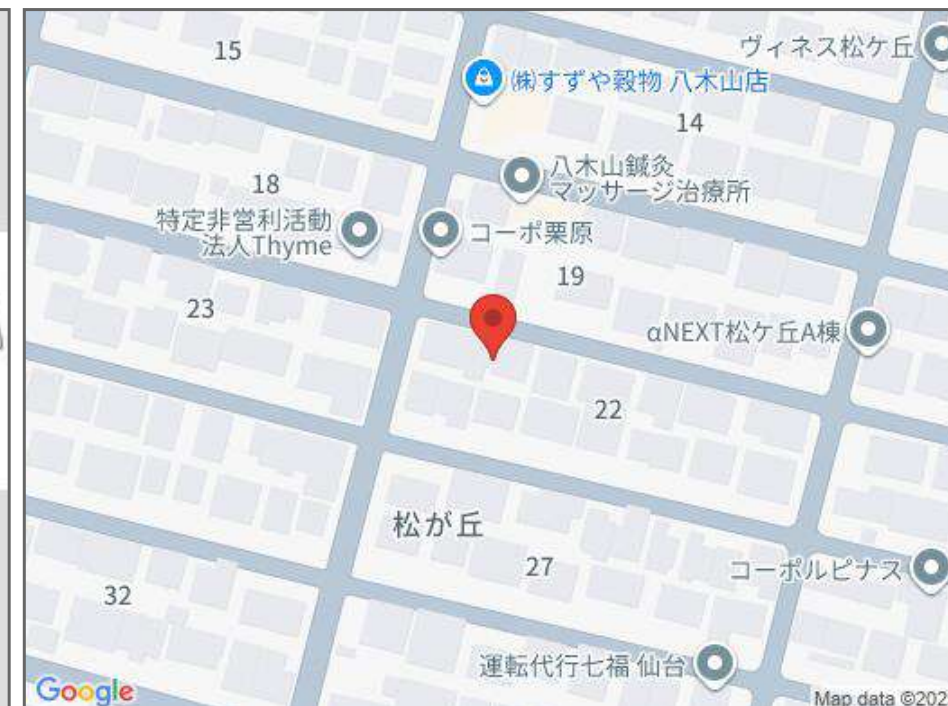 15
ヴィネス松ケ丘
㈱すずや穀物 八木山店
14
八木山鍼灸
マッサージ治療所
18
特定非営利活動
法人Thyme
コーポ栗原
19
23
αNEXT松ケ丘A棟
22
松が丘
27
コーポルピナス
32
運転代行七福 仙台
Google
Map data ©202